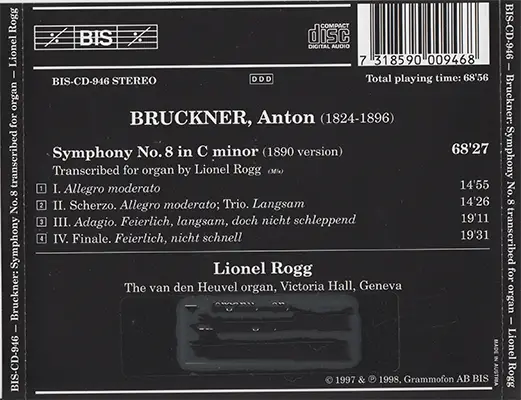 BIS-CD-946 – Bruckner: Symphony No. 8 transcribed for organ – Lionel Rogg
BIS
COMPACT
disc
DIGITAL AUDIO
7 318590 009468
BIS-CD-946 STEREO
DDD
Total playing time: 68'56
BRUCKNER, Anton (1824-1896)
Symphony No. 8 in C minor (1890 version) 68'27
Transcribed for organ by Lionel Rogg (M/s)
1 I. Allegro moderato 14'55
2 II. Scherzo. Allegro moderato; Trio. Langsam 14'26
3 III. Adagio. Feierlich, langsam, doch nicht schleppend 19'11
4 IV. Finale. Feierlich, nicht schnell 19'31
Lionel Rogg
The van den Heuvel organ, Victoria Hall, Geneva
© 1997 & ℗ 1998, Grammofon AB BIS
MADE IN AUSTRIA
BIS-CD-946 – Bruckner: Symphony No. 8 transcribed for organ – Lionel Rogg